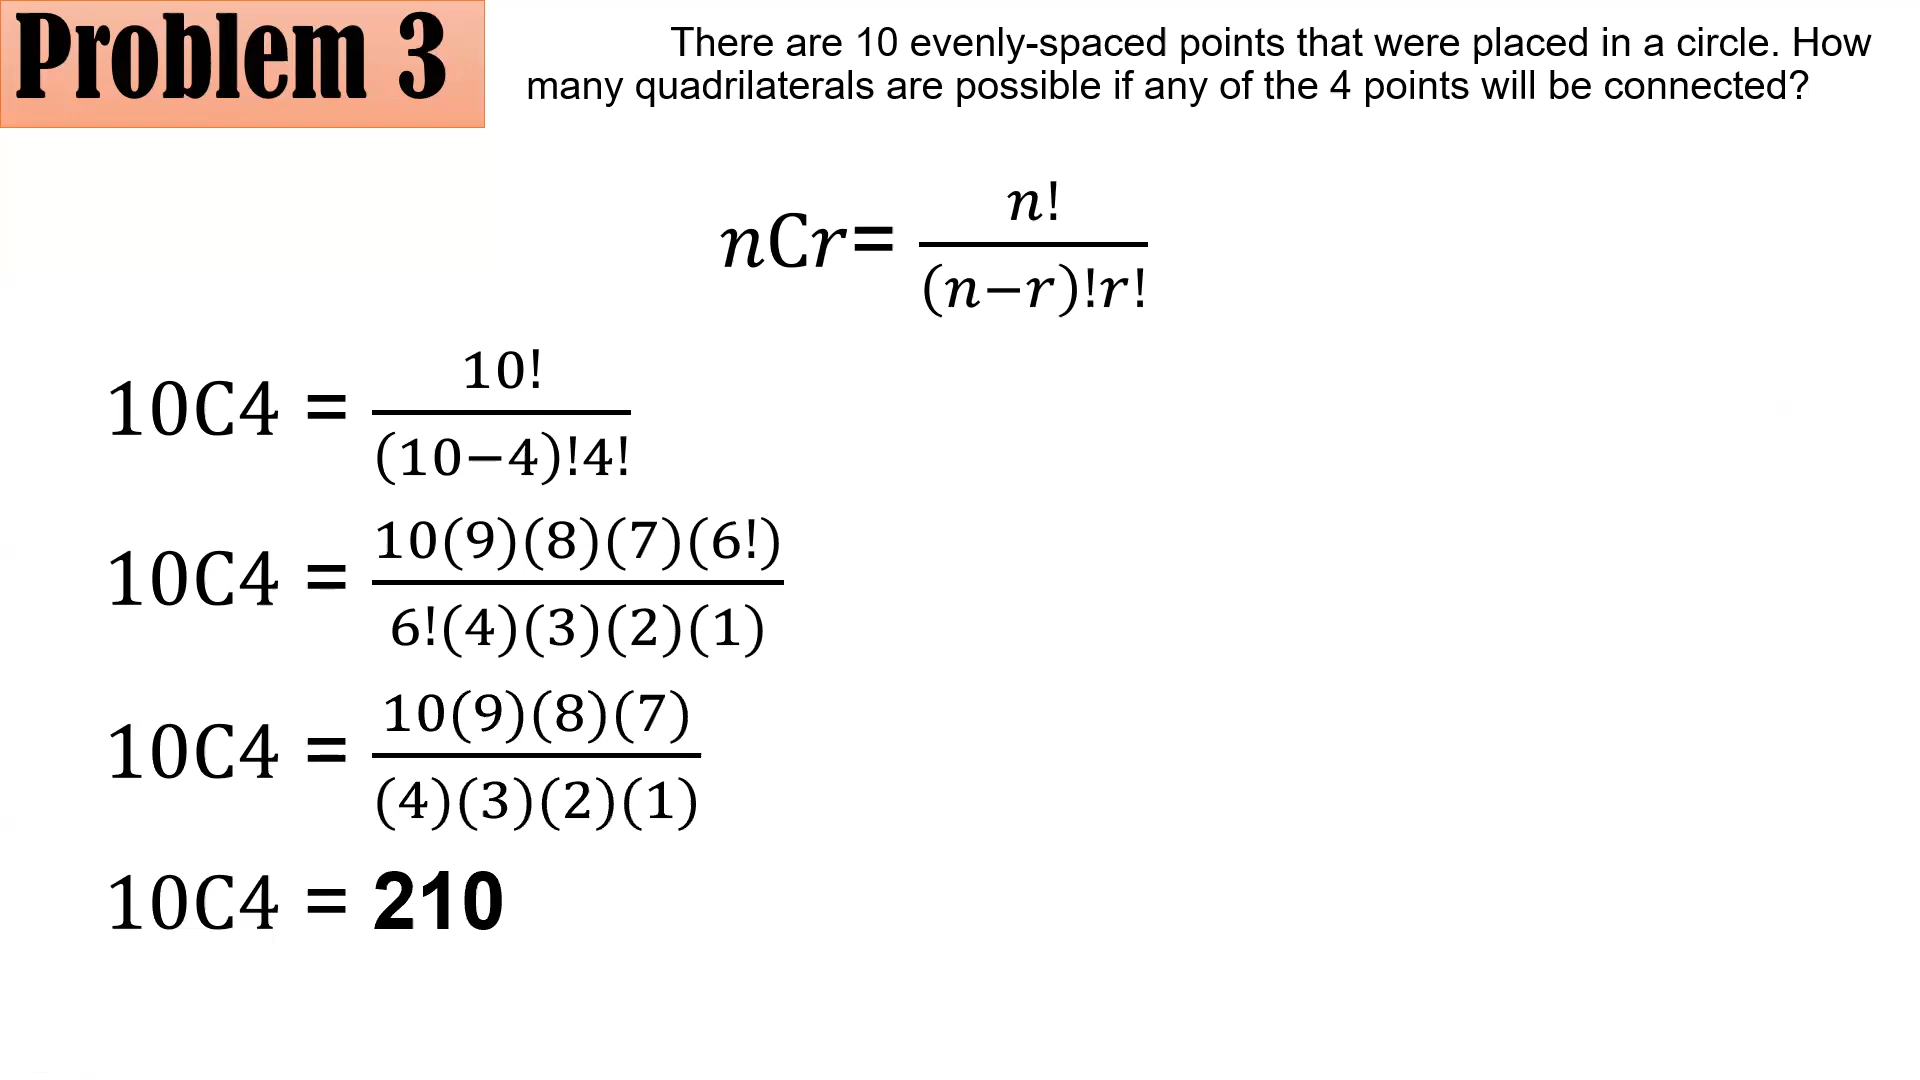 Problem 3
There are 10 evenly-spaced points that were placed in a circle. How
many quadrilaterals are possible if any of the 4 points will be connected?
nCr= n!/(n−r)!r!
10C4 = 10!/(10−4)!4!
10C4 = 10(9)(8)(7)(6!)/6!(4)(3)(2)(1)
10C4 = 10(9)(8)(7)/(4)(3)(2)(1)
10C4 = 210